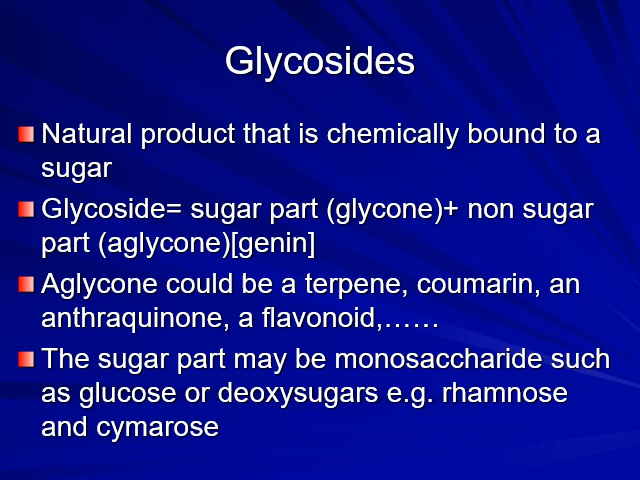 Glycosides
Natural product that is chemically bound to a
sugar
Glycoside= sugar part (glycone)+ non sugar
part (aglycone)[genin]
Aglycone could be a terpene, coumarin, an
anthraquinone, a flavonoid,……
The sugar part may be monosaccharide such
as glucose or deoxysugars e.g. rhamnose
and cymarose